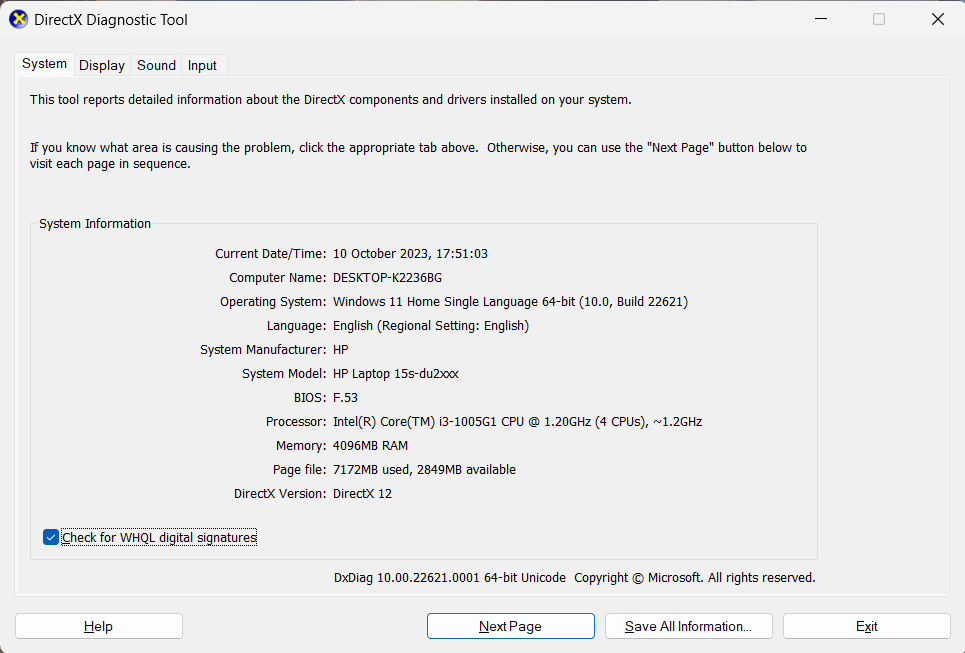 DirectX Diagnostic Tool
System Display Sound Input
This tool reports detailed information about the DirectX components and drivers installed on your system.
If you know what area is causing the problem, click the appropriate tab above.  Otherwise, you can use the "Next Page" button below to
visit each page in sequence.
System Information
Current Date/Time: 10 October 2023, 17:51:03
Computer Name: DESKTOP-K2236BG
Operating System: Windows 11 Home Single Language 64-bit (10.0, Build 22621)
Language: English (Regional Setting: English)
System Manufacturer: HP
System Model: HP Laptop 15s-du2xxx
BIOS: F.53
Processor: Intel(R) Core(TM) i3-1005G1 CPU @ 1.20GHz (4 CPUs), ~1.2GHz
Memory: 4096MB RAM
Page file: 7172MB used, 2849MB available
DirectX Version: DirectX 12
Check for WHQL digital signatures
DxDiag 10.00.22621.0001 64-bit Unicode  Copyright © Microsoft. All rights reserved.
Help Next Page Save All Information... Exit